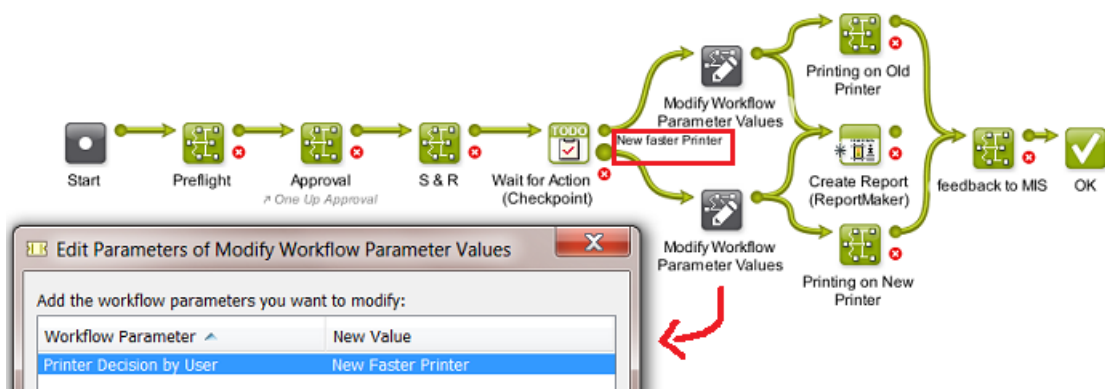 Printing on Old
Printer
Modify Workflow
Parameter Values
TODO
New faster Printer
Start
Preflight
Approval
↗ One Up Approval
S & R
Wait for Action
(Checkpoint)
Create Report
(ReportMaker)
feedback to MIS
OK
Modify Workflow
Parameter Values
Printing on New
Printer
Edit Parameters of Modify Workflow Parameter Values
X
Add the workflow parameters you want to modify:
Workflow Parameter
New Value
Printer Decision by User
New Faster Printer